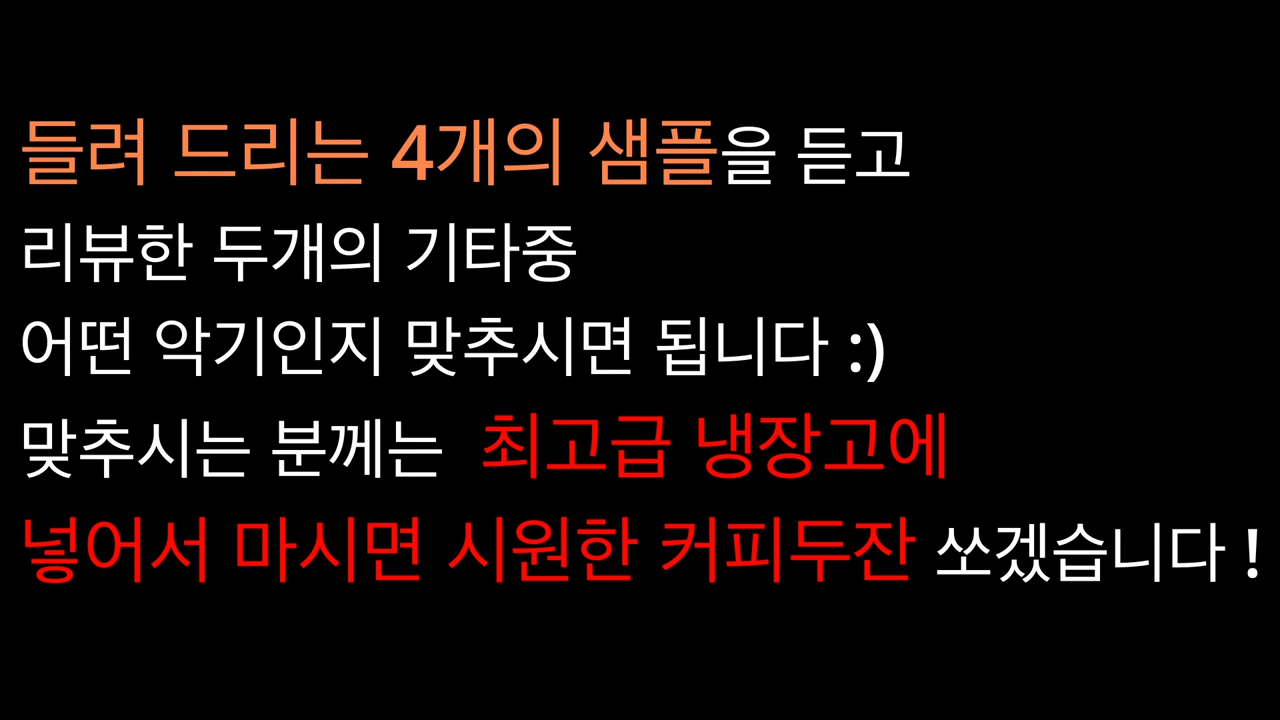 들려 드리는 4개의 샘플을 듣고
리뷰한 두개의 기타중
어떤 악기인지 맞추시면 됩니다 :)
맞추시는 분께는 최고급 냉장고에
넣어서 마시면 시원한 커피두잔 쏘겠습니다 !